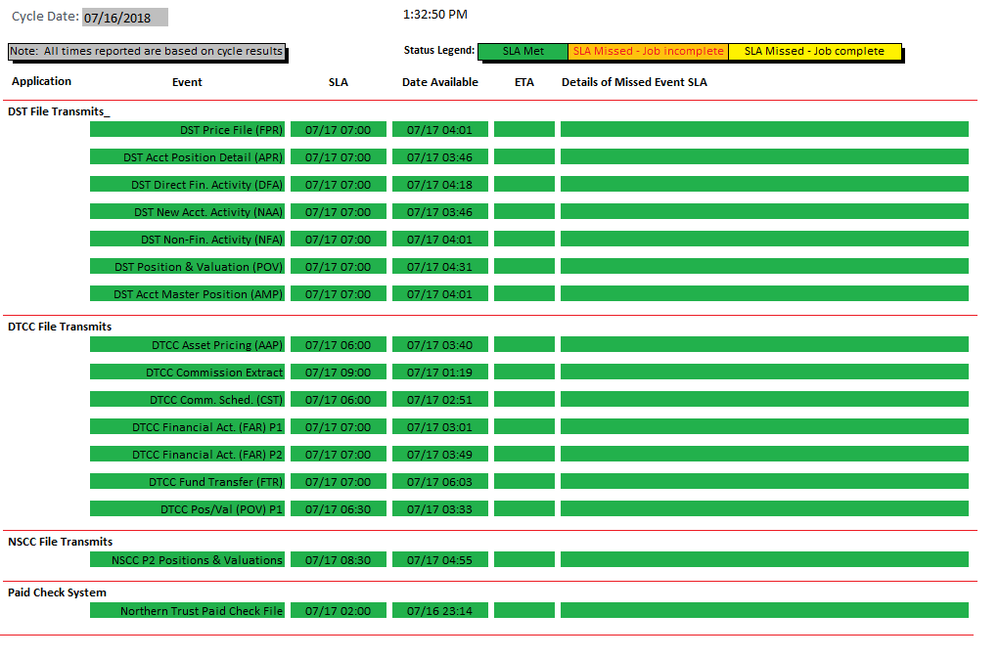 Cycle Date: 07/16/2018 1:32:50 PM
Note: All times reported are based on cycle results Status Legend: SLA Met SLA Missed - Job incomplete SLA Missed - Job complete
Application Event SLA Date Available ETA Details of Missed Event SLA
DST File Transmits_
DST Price File (FPR) 07/17 07:00 07/17 04:01
DST Acct Position Detail (APR) 07/17 07:00 07/17 03:46
DST Direct Fin. Activity (DFA) 07/17 07:00 07/17 04:18
DST New Acct. Activity (NAA) 07/17 07:00 07/17 03:46
DST Non-Fin. Activity (NFA) 07/17 07:00 07/17 04:01
DST Position & Valuation (POV) 07/17 07:00 07/17 04:31
DST Acct Master Position (AMP) 07/17 07:00 07/17 04:01
DTCC File Transmits
DTCC Asset Pricing (AAP) 07/17 06:00 07/17 03:40
DTCC Commission Extract 07/17 09:00 07/17 01:19
DTCC Comm. Sched. (CST) 07/17 06:00 07/17 02:51
DTCC Financial Act. (FAR) P1 07/17 07:00 07/17 03:01
DTCC Financial Act. (FAR) P2 07/17 07:00 07/17 03:49
DTCC Fund Transfer (FTR) 07/17 07:00 07/17 06:03
DTCC Pos/Val (POV) P1 07/17 06:30 07/17 03:33
NSCC File Transmits
NSCC P2 Positions & Valuations 07/17 08:30 07/17 04:55
Paid Check System
Northern Trust Paid Check File 07/17 02:00 07/16 23:14